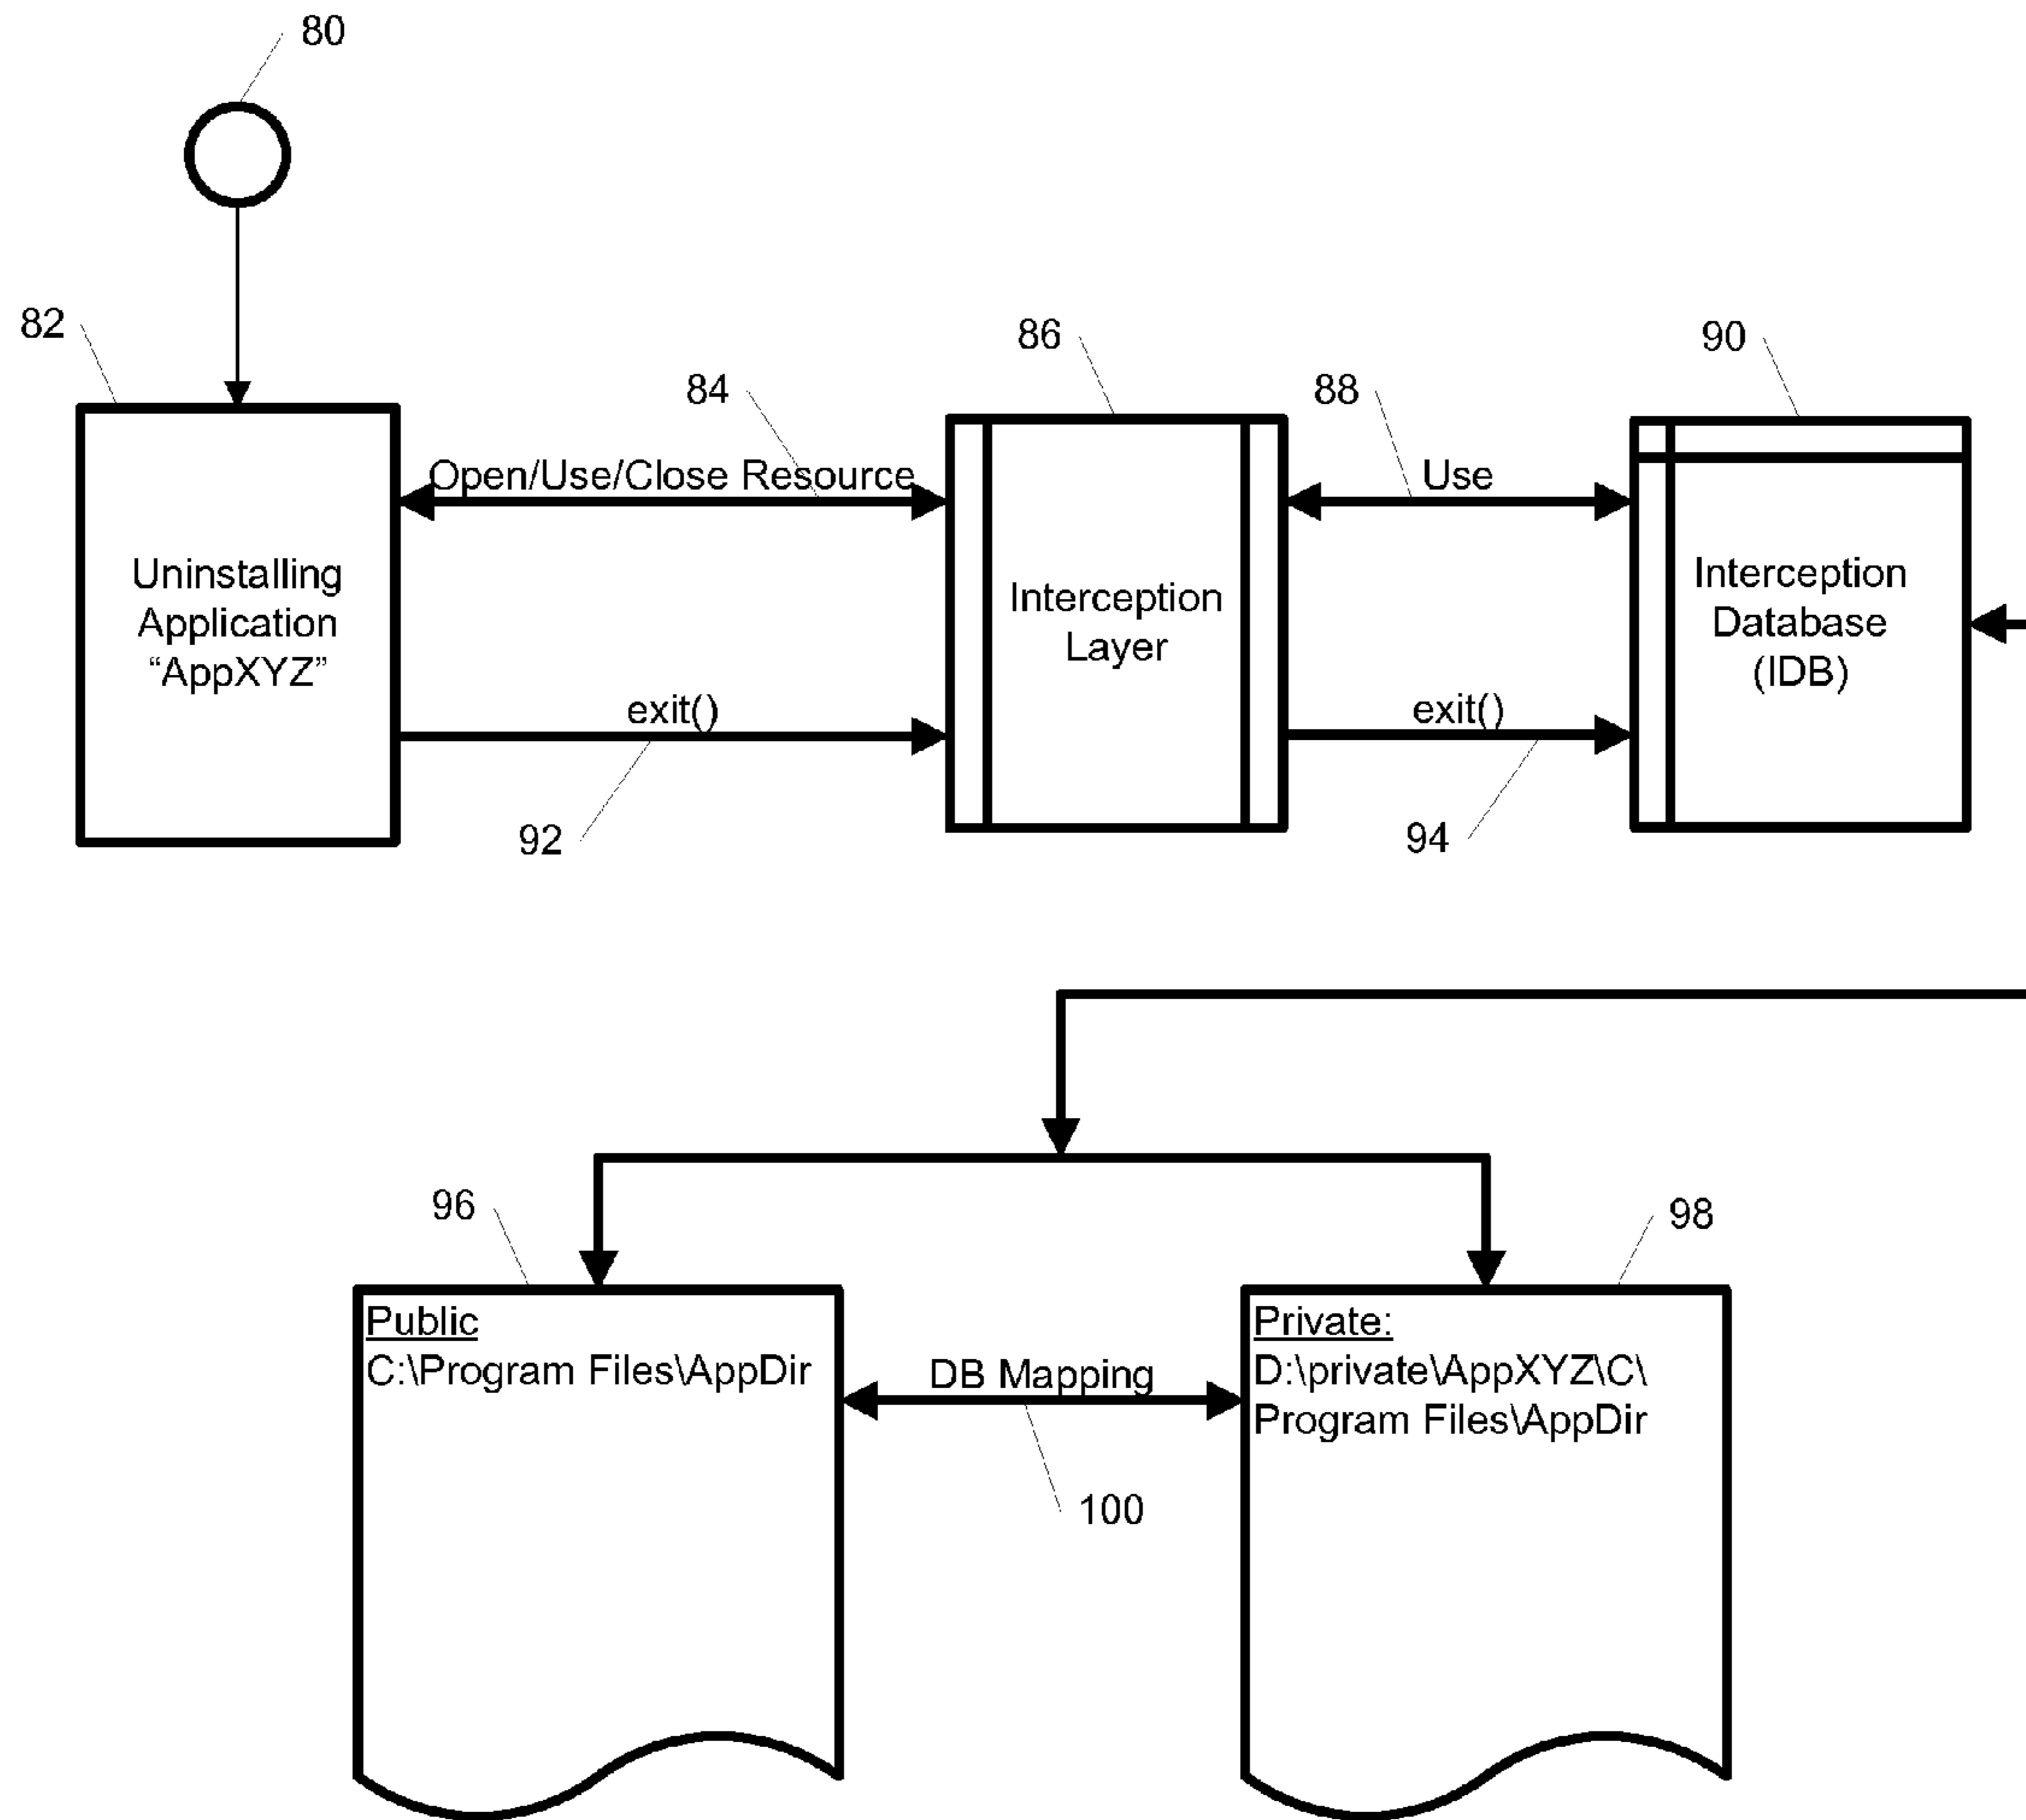 80
82
86
90
84
88
Open/Use/Close Resource
Use
Uninstalling
Application
“AppXYZ”
Interception
Layer
Interception
Database
(IDB)
exit()
exit()
92
94
96
98
Public
C:\Program Files\AppDir
DB Mapping
Private:
D:\private\AppXYZ\C\
Program Files\AppDir
100